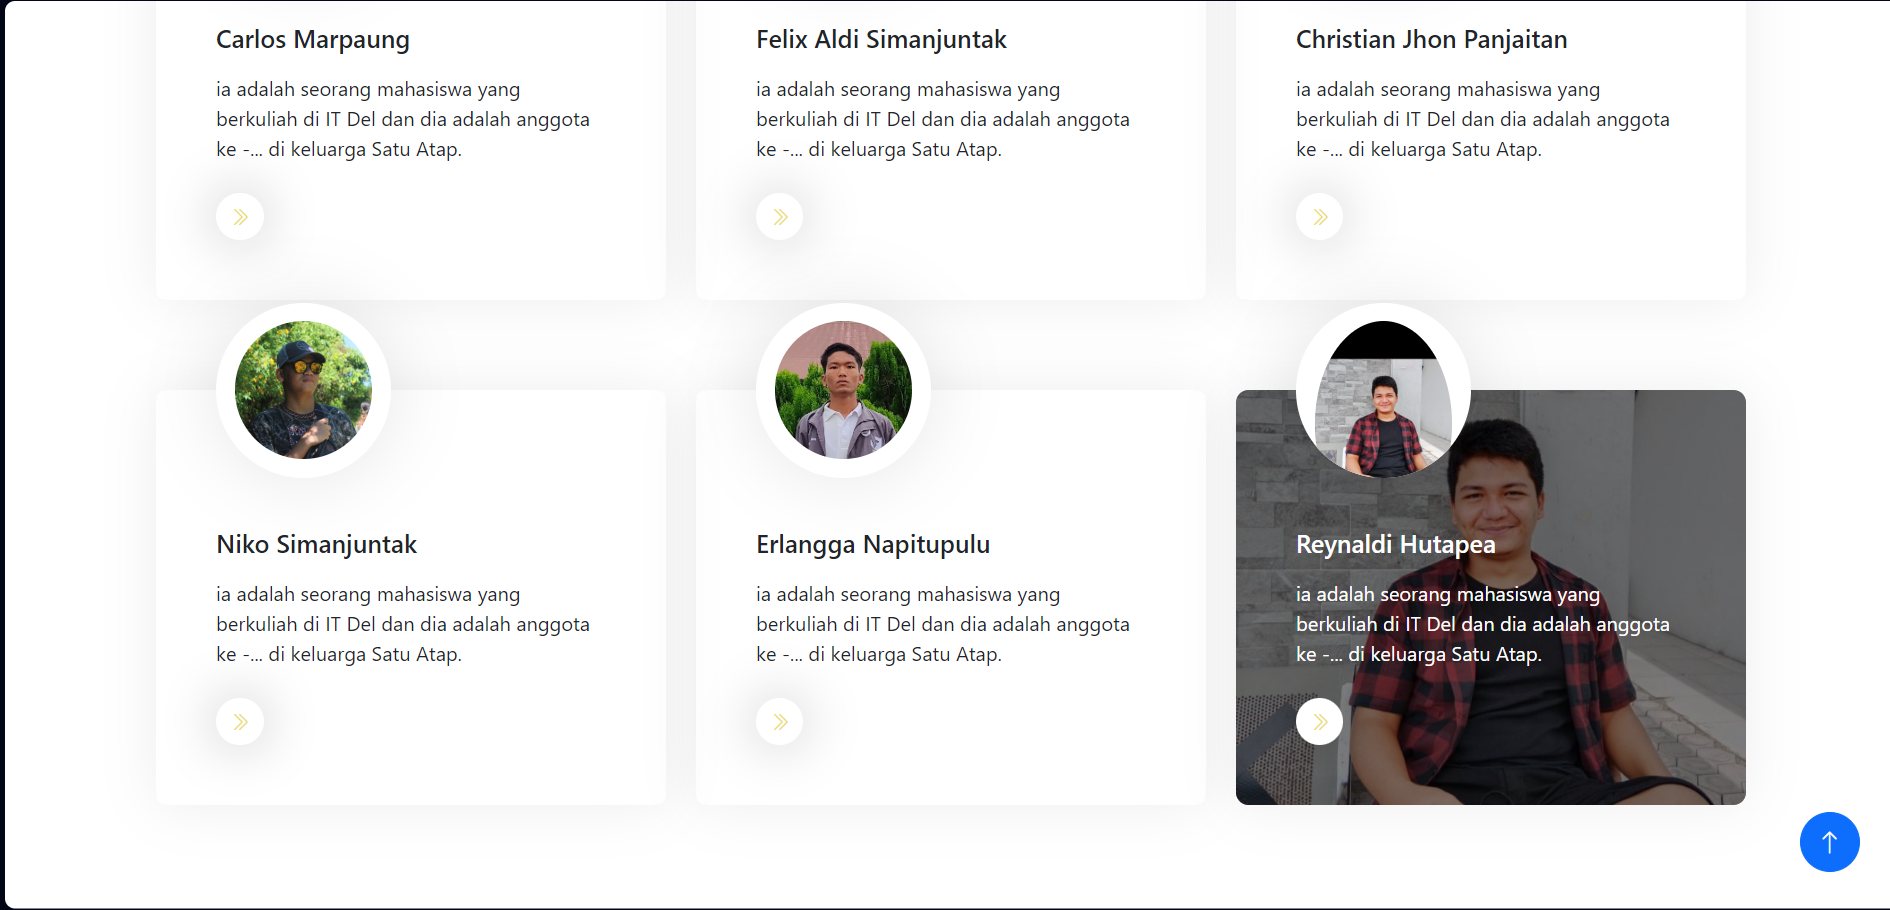 Carlos Marpaung
ia adalah seorang mahasiswa yang
berkuliah di IT Del dan dia adalah anggota
ke -... di keluarga Satu Atap.
Felix Aldi Simanjuntak
ia adalah seorang mahasiswa yang
berkuliah di IT Del dan dia adalah anggota
ke -... di keluarga Satu Atap.
Christian Jhon Panjaitan
ia adalah seorang mahasiswa yang
berkuliah di IT Del dan dia adalah anggota
ke -... di keluarga Satu Atap.
Niko Simanjuntak
ia adalah seorang mahasiswa yang
berkuliah di IT Del dan dia adalah anggota
ke -... di keluarga Satu Atap.
Erlangga Napitupulu
ia adalah seorang mahasiswa yang
berkuliah di IT Del dan dia adalah anggota
ke -... di keluarga Satu Atap.
Reynaldi Hutapea
ia adalah seorang mahasiswa yang
berkuliah di IT Del dan dia adalah anggota
ke -... di keluarga Satu Atap.